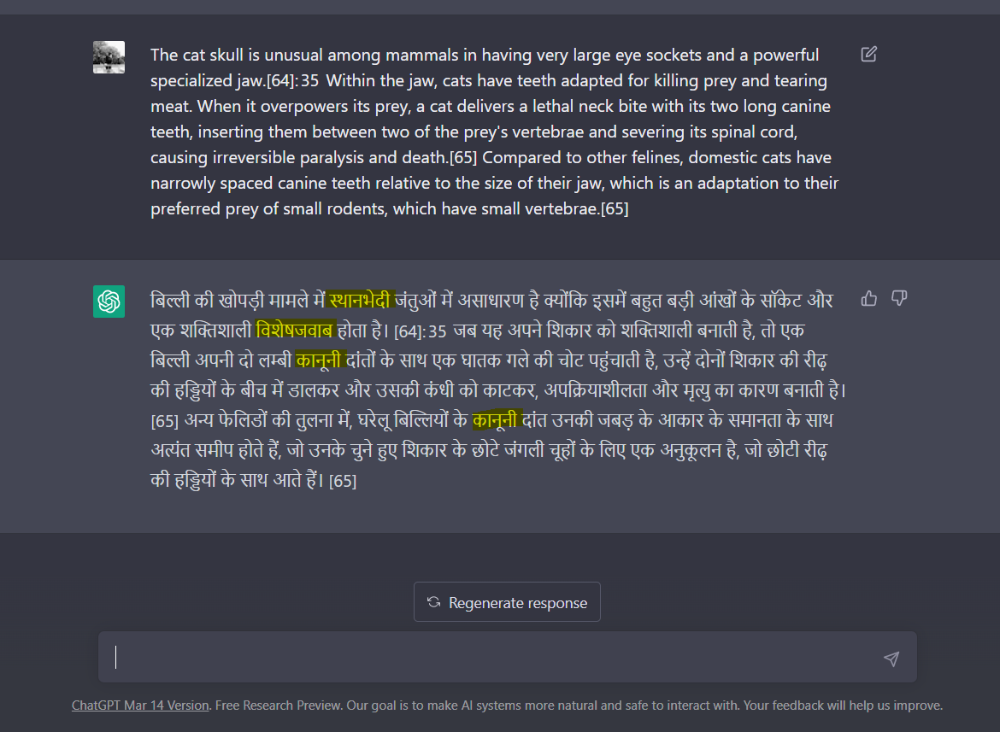 The cat skull is unusual among mammals in having very large eye sockets and a powerful
specialized jaw.[64]:35 Within the jaw, cats have teeth adapted for killing prey and tearing
meat. When it overpowers its prey, a cat delivers a lethal neck bite with its two long canine
teeth, inserting them between two of the prey's vertebrae and severing its spinal cord,
causing irreversible paralysis and death.[65] Compared to other felines, domestic cats have
narrowly spaced canine teeth relative to the size of their jaw, which is an adaptation to their
preferred prey of small rodents, which have small vertebrae.[65]
बिल्ली की खोपड़ी मामले में स्थानभेदी जंतुओं में असाधारण है क्योंकि इसमें बहुत बड़ी आंखों के सॉकेट और
एक शक्तिशाली विशेषजवाब होता है। [64]:35 जब यह अपने शिकार को शक्तिशाली बनाती है, तो एक
बिल्ली अपनी दो लम्बी कानूनी दांतों के साथ एक घातक गले की चोट पहुंचाती है, उन्हें दोनों शिकार की रीढ़
की हड्डियों के बीच में डालकर और उसकी कंधी को काटकर, अपक्रियाशीलता और मृत्यु का कारण बनाती है।
[65] अन्य फेलिडों की तुलना में, घरेलू बिल्लियों के कानूनी दांत उनकी जबड़ के आकार के समानता के साथ
अत्यंत समीप होते हैं, जो उनके चुने हुए शिकार के छोटे जंगली चूहों के लिए एक अनुकूलन है, जो छोटी रीढ़
की हड्डियों के साथ आते हैं। [65]
Regenerate response
ChatGPT Mar 14 Version. Free Research Preview. Our goal is to make AI systems more natural and safe to interact with. Your feedback will help us improve.